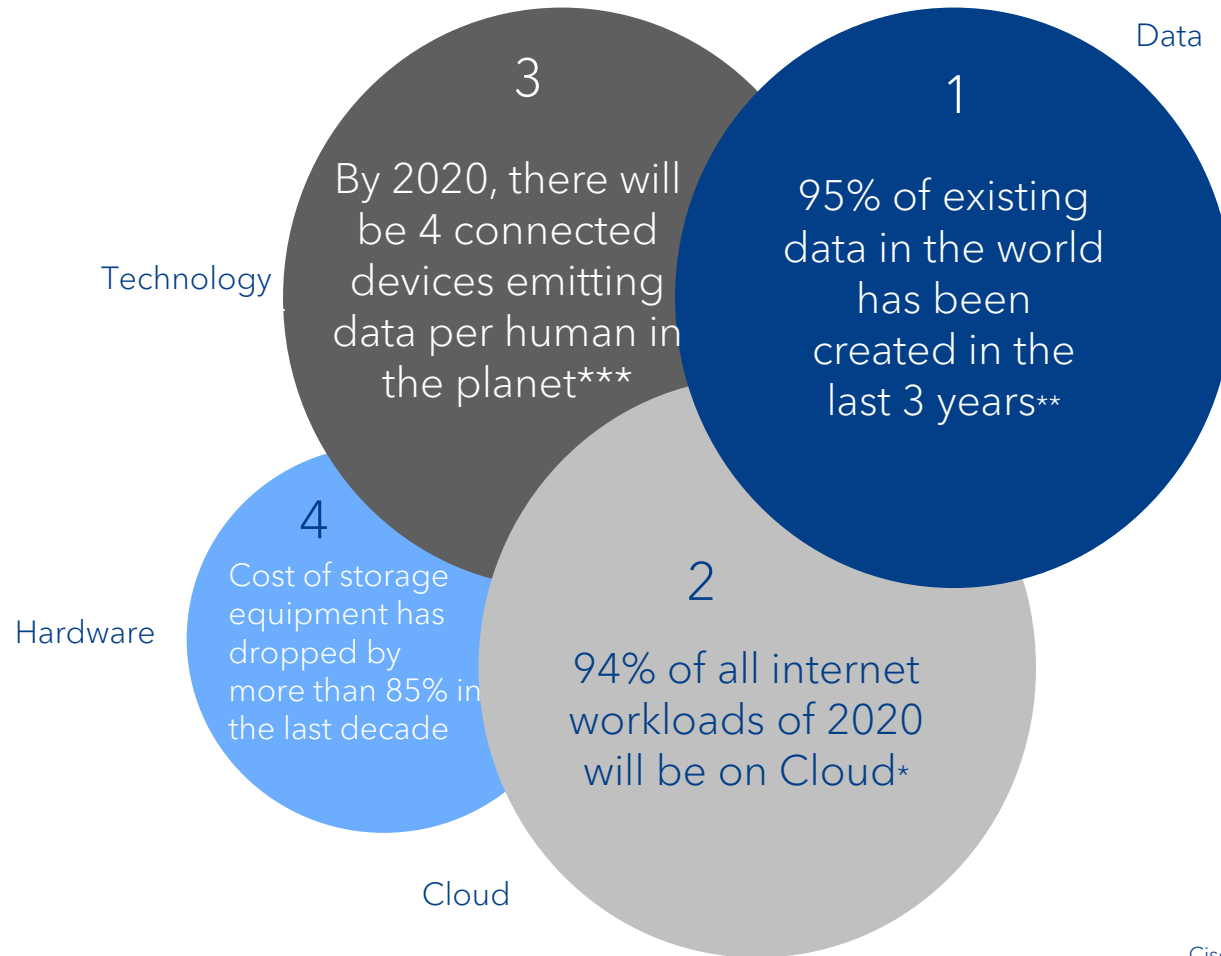 Data
1
95% of existing
data in the world
has been
created in the
last 3 years**
3
By 2020, there will
be 4 connected
devices emitting
data per human in
the planet***
Technology
4
Cost of storage
equipment has
dropped by
more than 85% in
the last decade
Hardware
2
94% of all internet
workloads of 2020
will be on Cloud*
Cloud